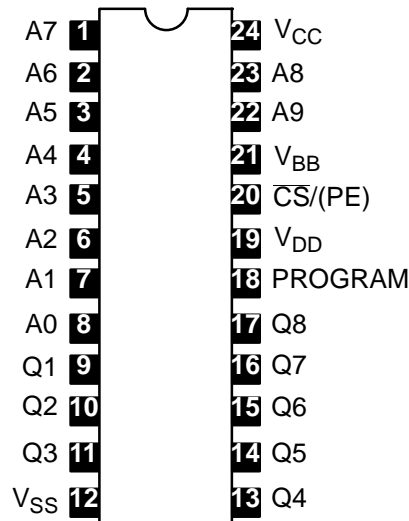 A7 1 24 VCC
A6 2 23 A8
A5 3 22 A9
A4 4 21 VBB
A3 5 20 C̅S̅/(PE)
A2 6 19 VDD
A1 7 18 PROGRAM
A0 8 17 Q8
Q1 9 16 Q7
Q2 10 15 Q6
Q3 11 14 Q5
VSS 12 13 Q4